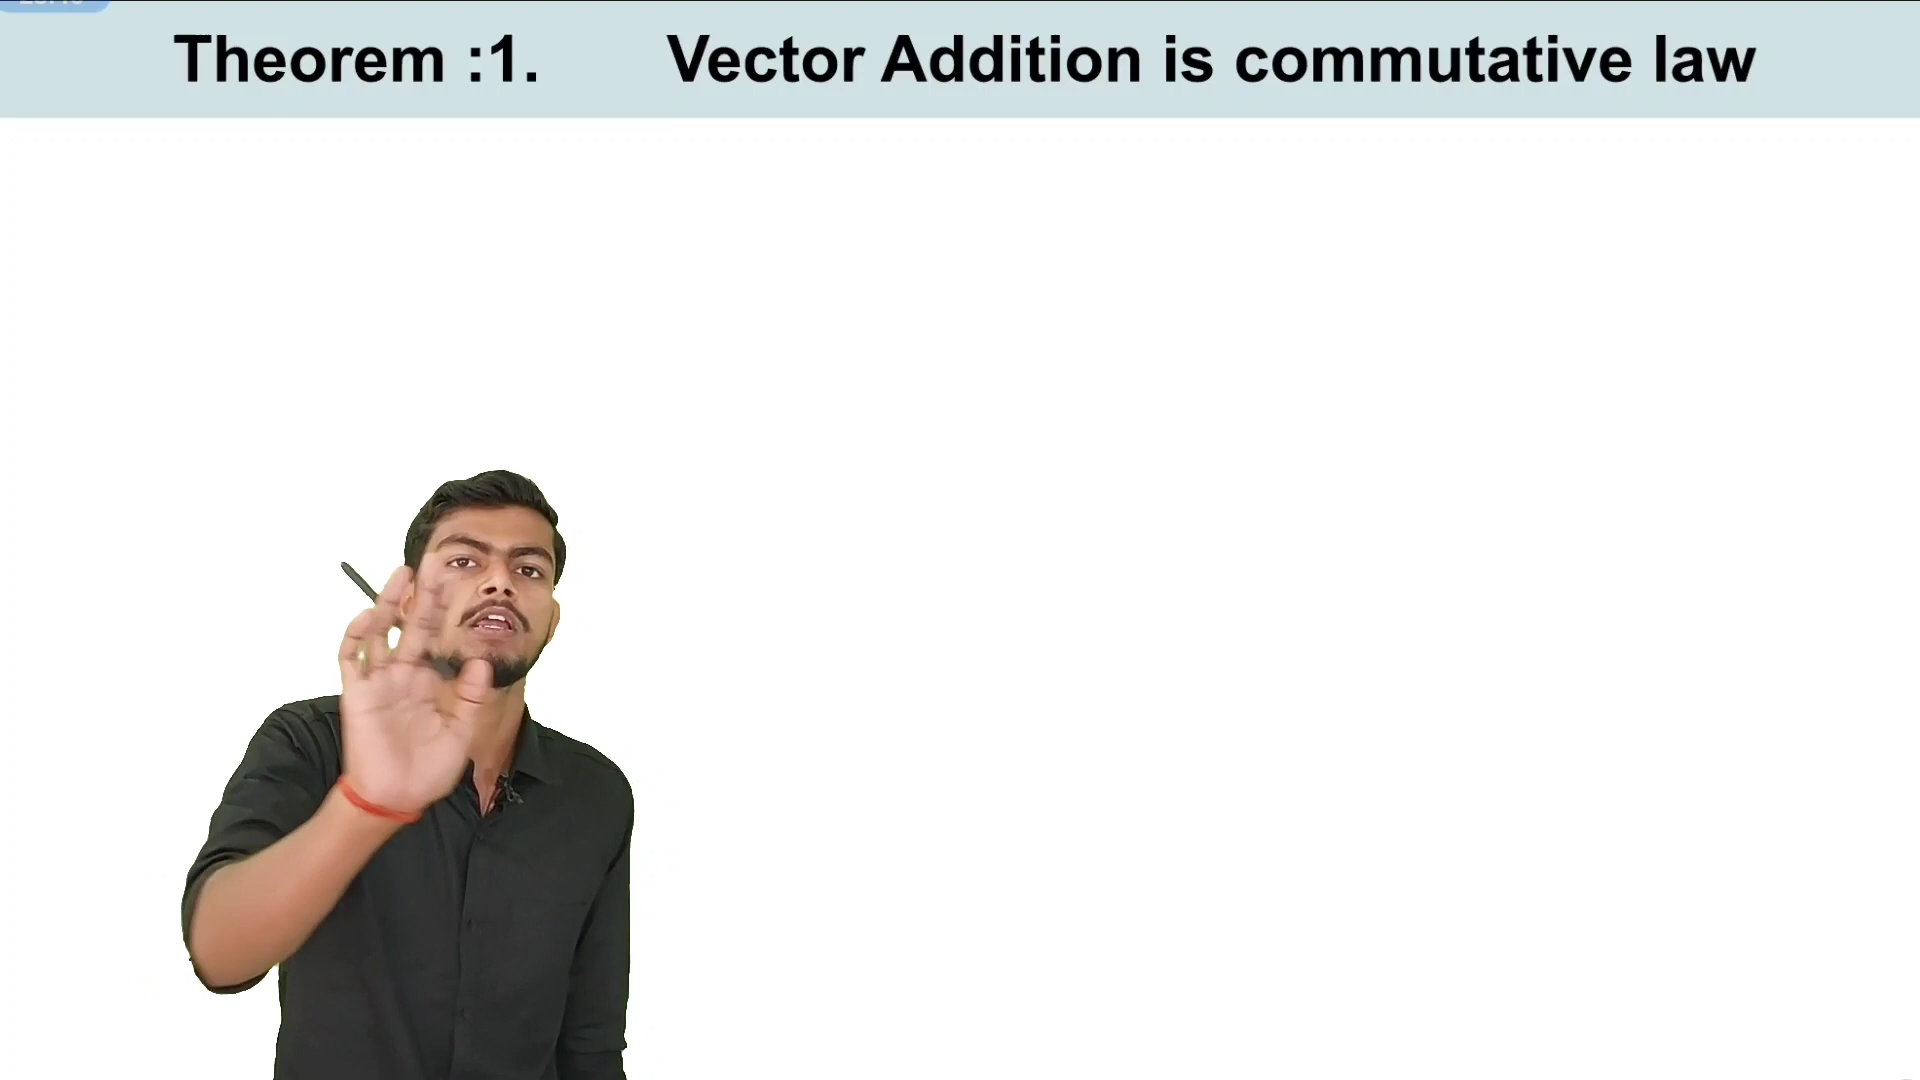 Theorem :1. Vector Addition is commutative law